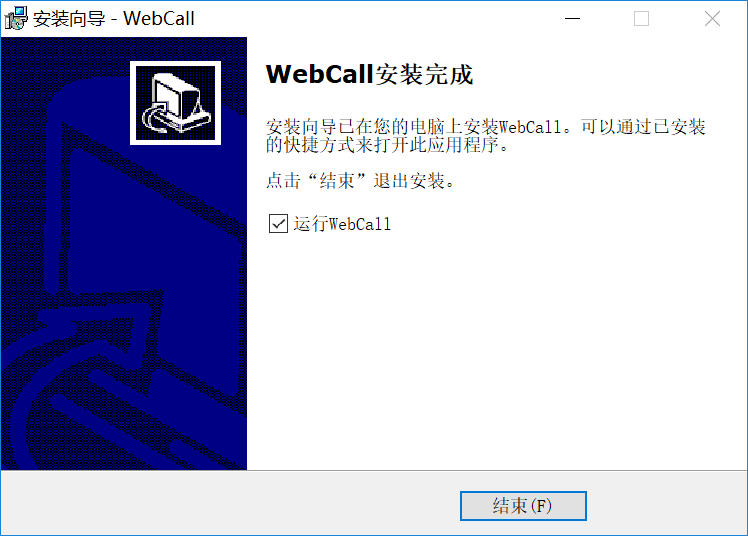 安装向导 - WebCall
WebCall安装完成
安装向导已在您的电脑上安装WebCall。可以通过已安装
的快捷方式来打开此应用程序。
点击“结束”退出安装。
运行WebCall
结束(F)